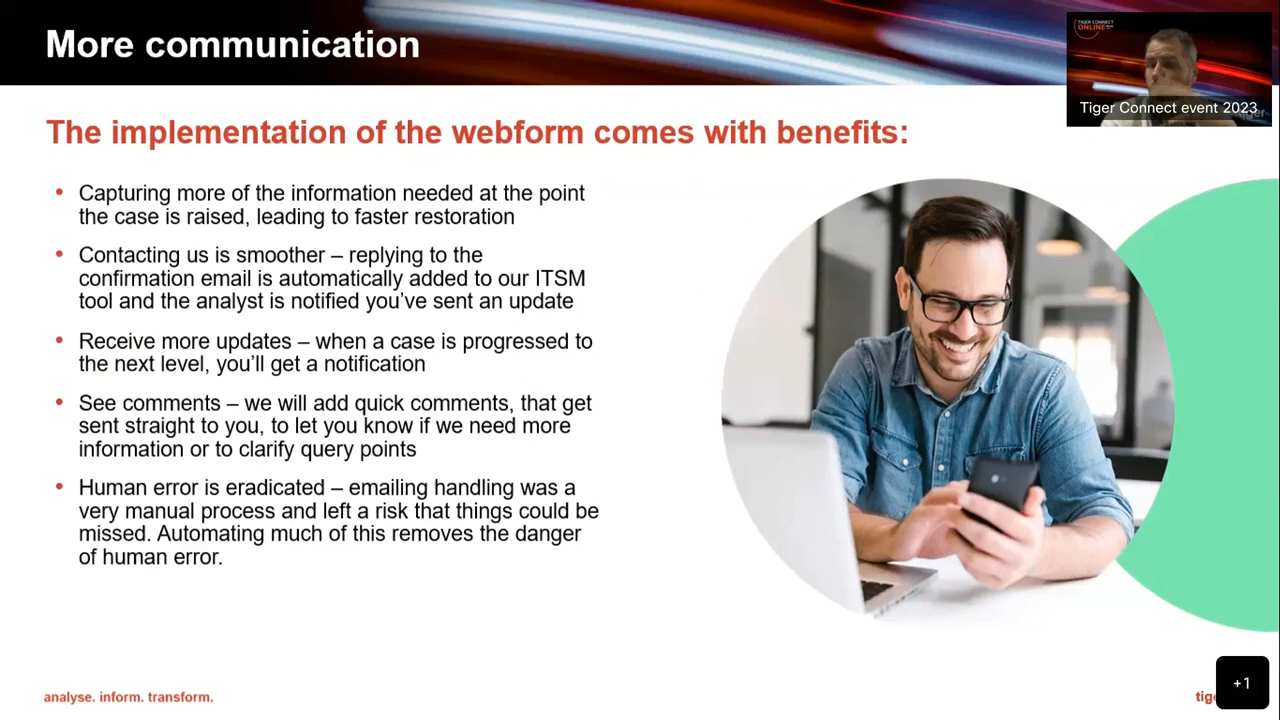 More communication
TIGER CONNECT
ONLINE
Tiger Connect event 2023
The implementation of the webform comes with benefits:
• Capturing more of the information needed at the point
the case is raised, leading to faster restoration
• Contacting us is smoother – replying to the
confirmation email is automatically added to our ITSM
tool and the analyst is notified you’ve sent an update
• Receive more updates – when a case is progressed to
the next level, you’ll get a notification
• See comments – we will add quick comments, that get
sent straight to you, to let you know if we need more
information or to clarify query points
• Human error is eradicated – emailing handling was a
very manual process and left a risk that things could be
missed. Automating much of this removes the danger
of human error.
analyse. inform. transform.
+1